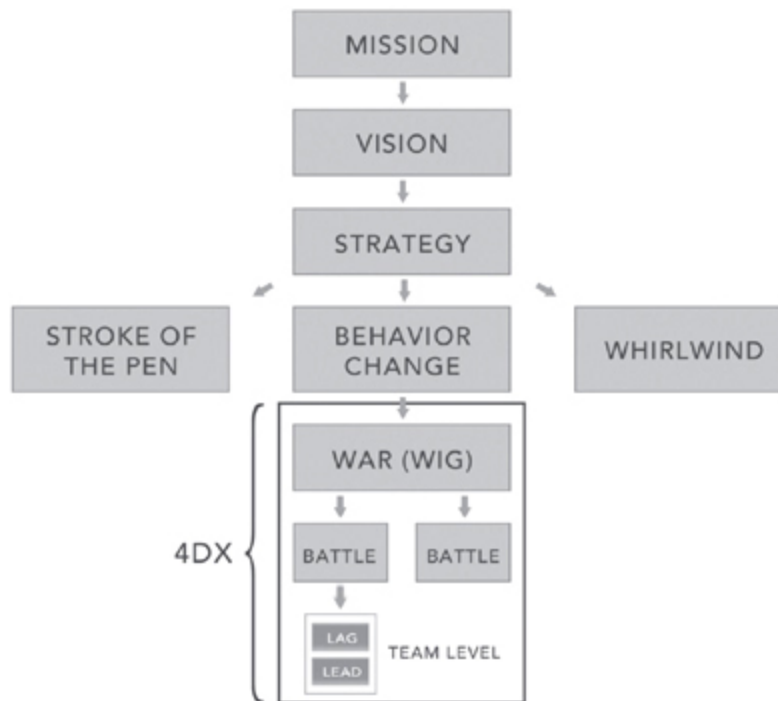 MISSION
VISION
STRATEGY
STROKE OF
THE PEN
BEHAVIOR
CHANGE
WHIRLWIND
WAR (WIG)
4DX
BATTLE
BATTLE
LAG
LEAD
TEAM LEVEL